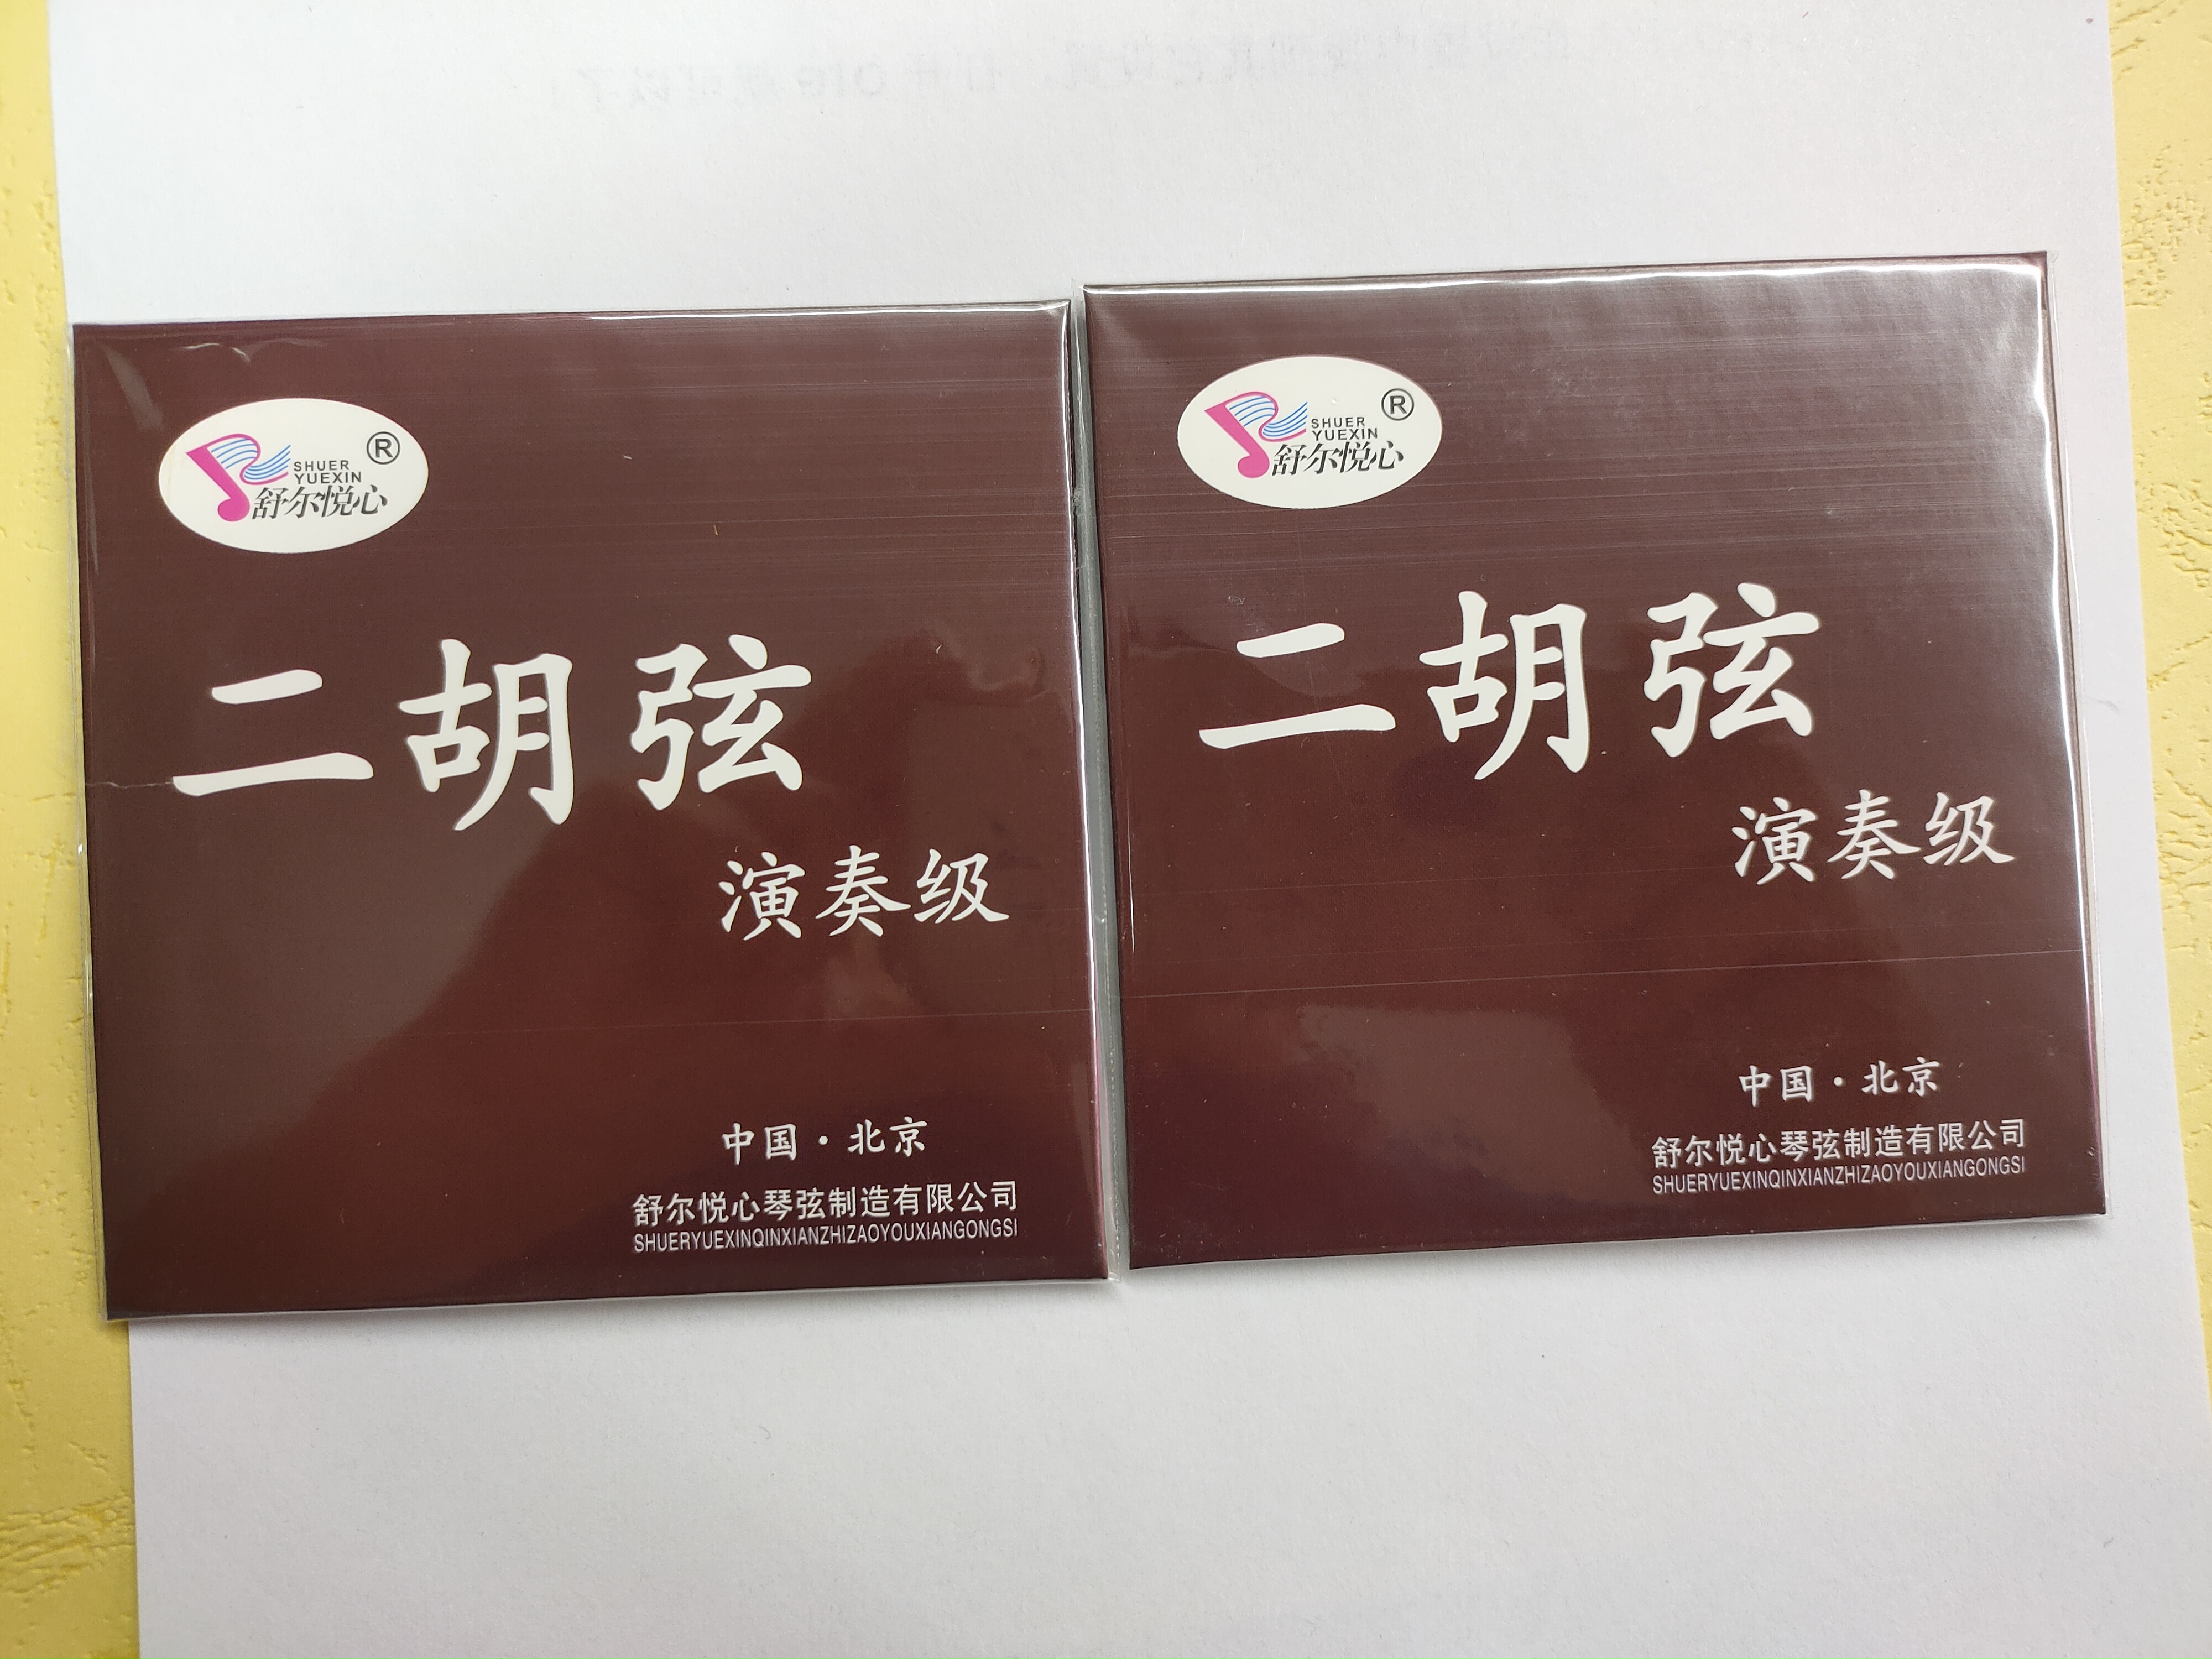 SHUER
YUEXIN
®
舒尔悦心
二胡弦
演奏级
中国·北京
舒尔悦心琴弦制造有限公司
SHUERYUEXINQINXIANZHIZAOYOUXIANGONGSI
SHUER
YUEXIN
®
舒尔悦心
二胡弦
演奏级
中国·北京
舒尔悦心琴弦制造有限公司
SHUERYUEXINQINXIANZHIZAOYOUXIANGONGSI